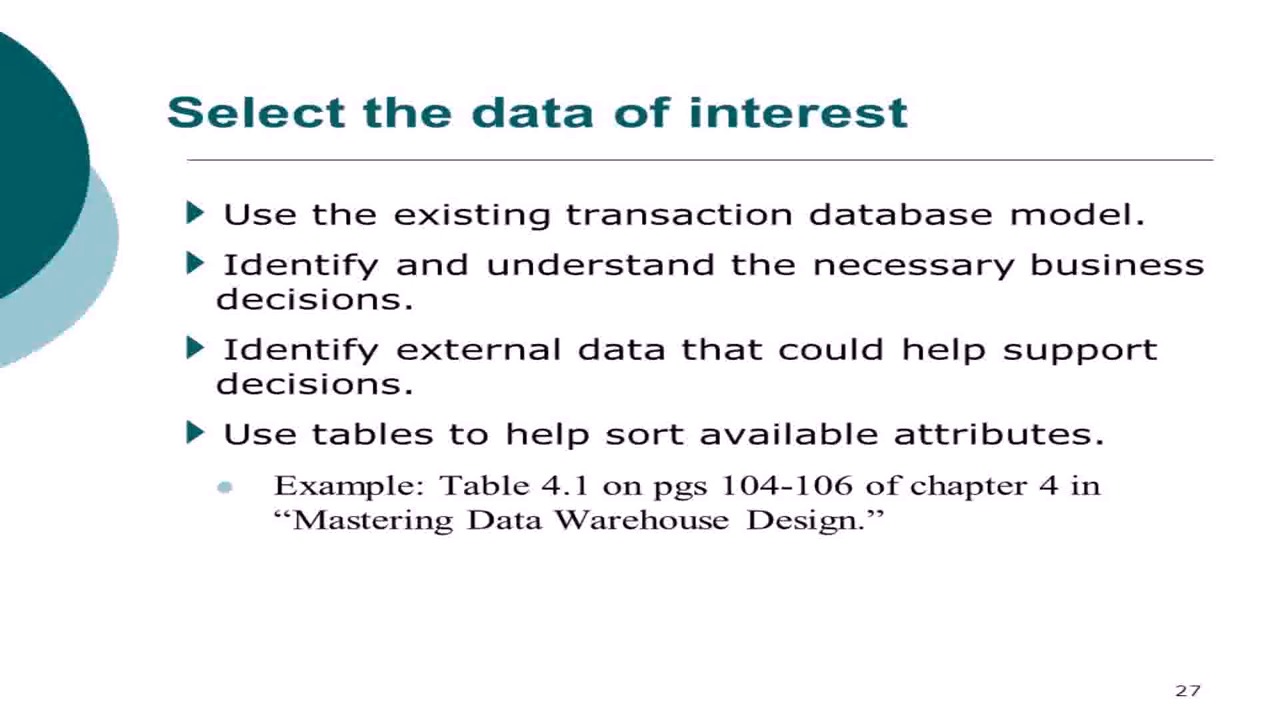 Select the data of interest
Use the existing transaction database model.
Identify and understand the necessary business
decisions.
Identify external data that could help support
decisions.
Use tables to help sort available attributes.
Example: Table 4.1 on pgs 104-106 of chapter 4 in
“Mastering Data Warehouse Design.”
27